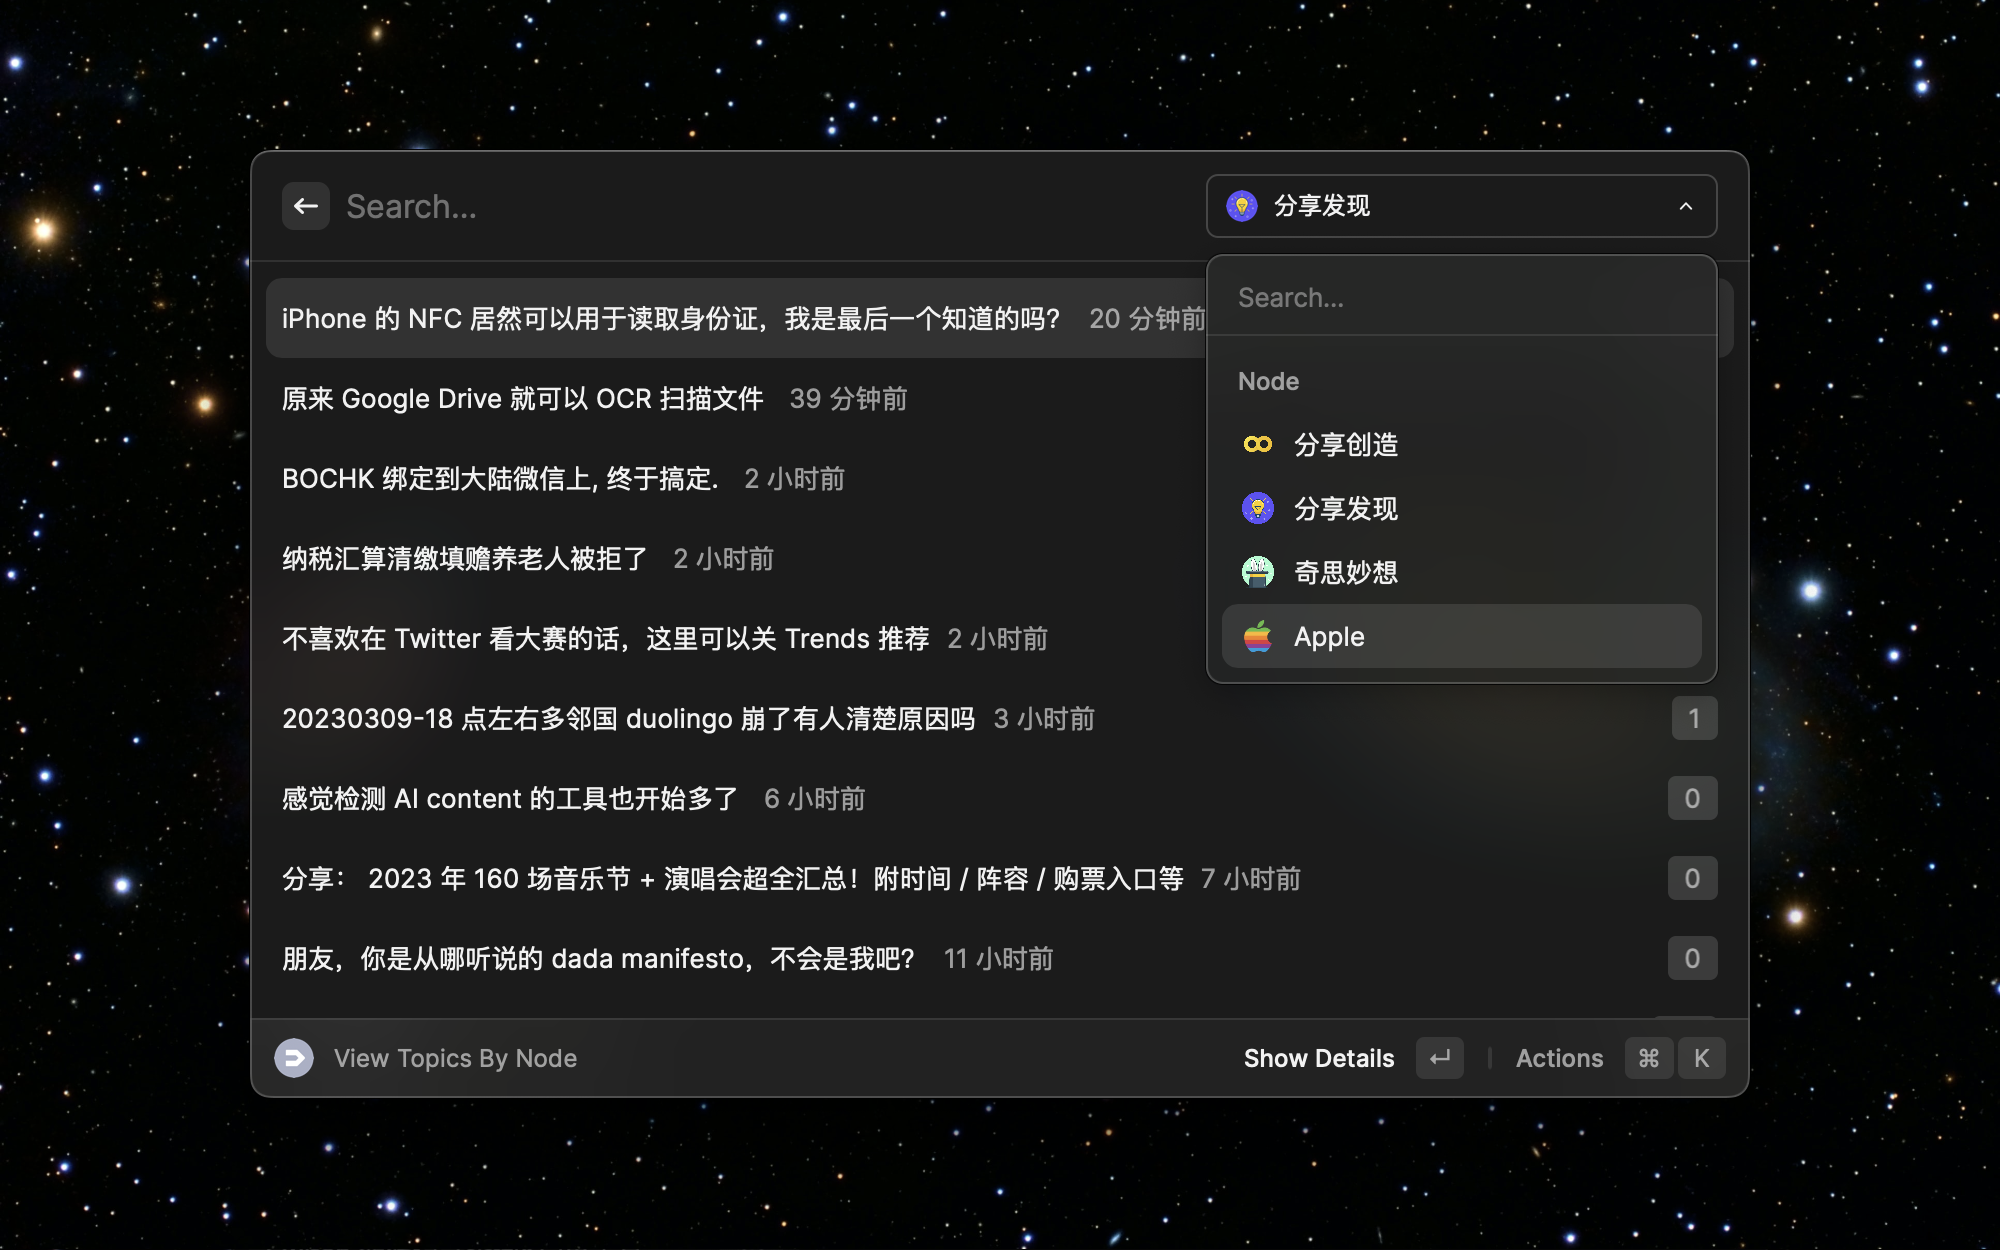 Search...
分享发现
iPhone 的 NFC 居然可以用于读取身份证，我是最后一个知道的吗？ 20 分钟前
原来 Google Drive 就可以 OCR 扫描文件 39 分钟前
BOCHK 绑定到大陆微信上, 终于搞定. 2 小时前
纳税汇算清缴填赡养老人被拒了 2 小时前
不喜欢在 Twitter 看大赛的话，这里可以关 Trends 推荐 2 小时前
20230309-18 点左右多邻国 duolingo 崩了有人清楚原因吗 3 小时前 1
感觉检测 AI content 的工具也开始多了 6 小时前 0
分享： 2023 年 160 场音乐节 + 演唱会超全汇总！附时间 / 阵容 / 购票入口等 7 小时前 0
朋友，你是从哪听说的 dada manifesto，不会是我吧？ 11 小时前 0
Search...
Node
分享创造
分享发现
奇思妙想
Apple
View Topics By Node
Show Details ↵ Actions ⌘ K